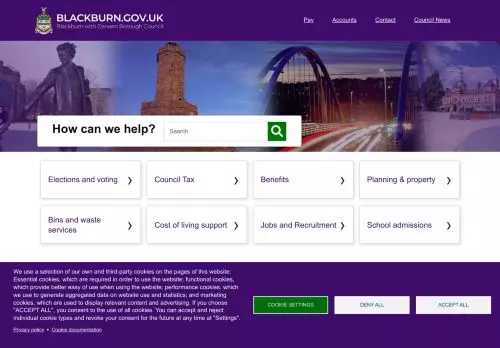 BLACKBURN.GOV.UK
Blackburn with Darwen Borough Council
Pay
Accounts
Contact
Council News
How can we help?
Search
Elections and voting
Council Tax
Benefits
Planning & property
Bins and waste
services
Cost of living support
Jobs and Recruitment
School admissions
We use a selection of our own and third-party cookies on the pages of this website:
Essential cookies, which are required in order to use the website; functional cookies,
which provide better easy of use when using the website; performance cookies, which
we use to generate aggregated data on website use and statistics; and marketing
cookies, which are used to display relevant content and advertising. If you choose
"ACCEPT ALL", you consent to the use of all cookies. You can accept and reject
individual cookie types and revoke your consent for the future at any time at "Settings".
Privacy policy • Cookie documentation
COOKIE SETTINGS
DENY ALL
ACCEPT ALL